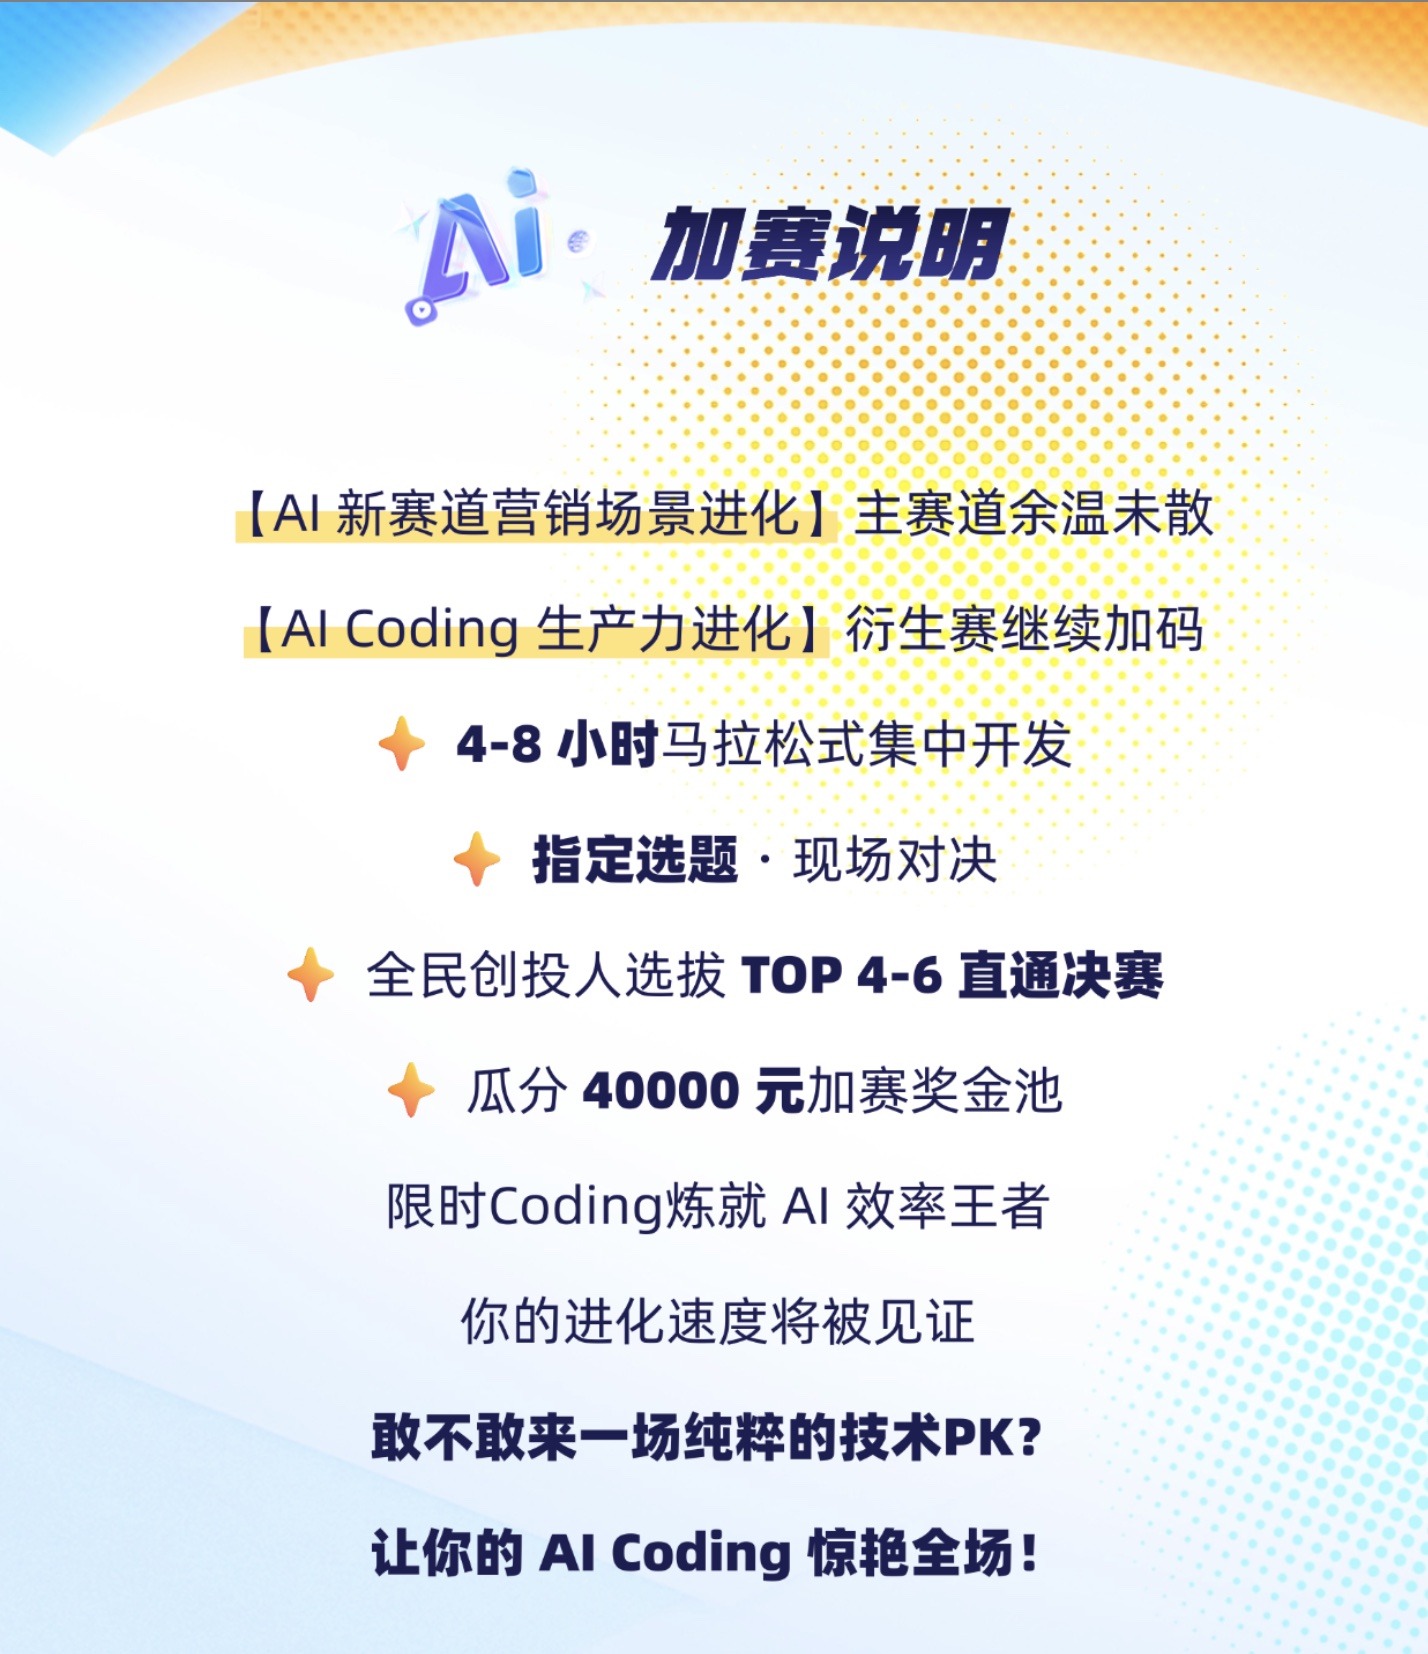 Ai 加赛说明
【AI 新赛道营销场景进化】主赛道余温未散
【AI Coding 生产力进化】衍生赛继续加码
4-8 小时马拉松式集中开发
指定选题 · 现场对决
全民创投人选拔 TOP 4-6 直通决赛
瓜分 40000 元加赛奖金池
限时Coding炼就 AI 效率王者
你的进化速度将被见证
敢不敢来一场纯粹的技术PK?
让你的 AI Coding 惊艳全场!